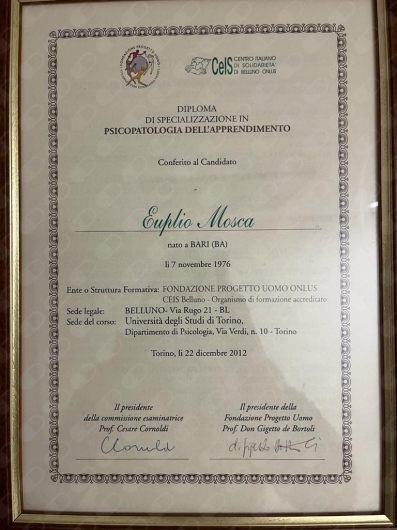 CeIS
CENTRO ITALIANO
DI SOLIDARIETA'
DI BELLUNO ONLUS
DIPLOMA
DI SPECIALIZZAZIONE IN
PSICOPATOLOGIA DELL'APPRENDIMENTO
Conferito al Candidato
Euplio Mosca
nato a BARI (BA)
li 7 novembre 1976
Ente o Struttura Formativa: FONDAZIONE PROGETTO UOMO ONLUS
CEIS Belluno - Organismo di formazione accreditato
Sede legale: BELLUNO- Via Rugo 21 - BL
Sede del corso: Università degli Studi di Torino,
Dipartimento di Psicologia, Via Verdi, n. 10 - Torino
Torino, li 22 dicembre 2012
Il presidente
della commissione esaminatrice
Prof. Cesare Cornoldi
Il presidente della
Fondazione Progetto Uomo
Prof. Don Gigetto de Bortoli